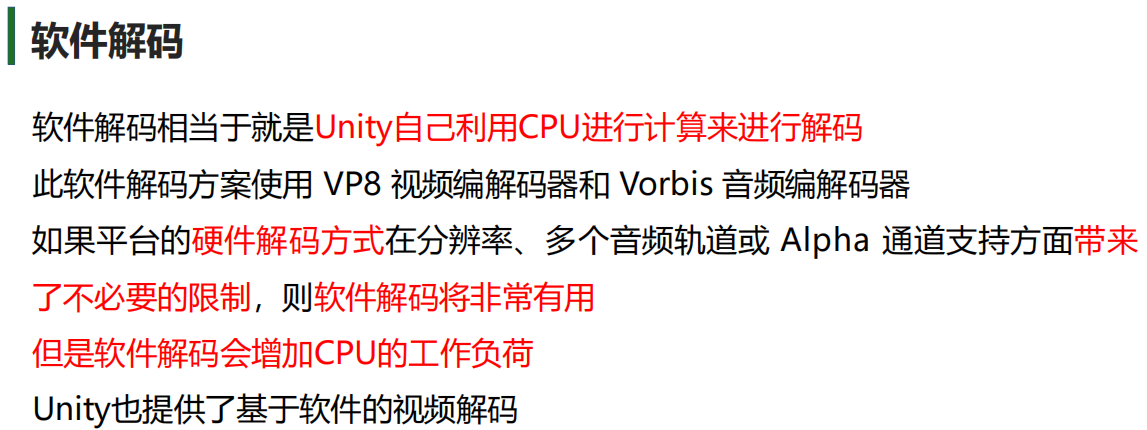 软件解码
软件解码相当于就是Unity自己利用CPU进行计算来进行解码
此软件解码方案使用 VP8 视频编解码器和 Vorbis 音频编解码器
如果平台的硬件解码方式在分辨率、多个音频轨道或 Alpha 通道支持方面带来
了不必要的限制，则软件解码将非常有用
但是软件解码会增加CPU的工作负荷
Unity也提供了基于软件的视频解码